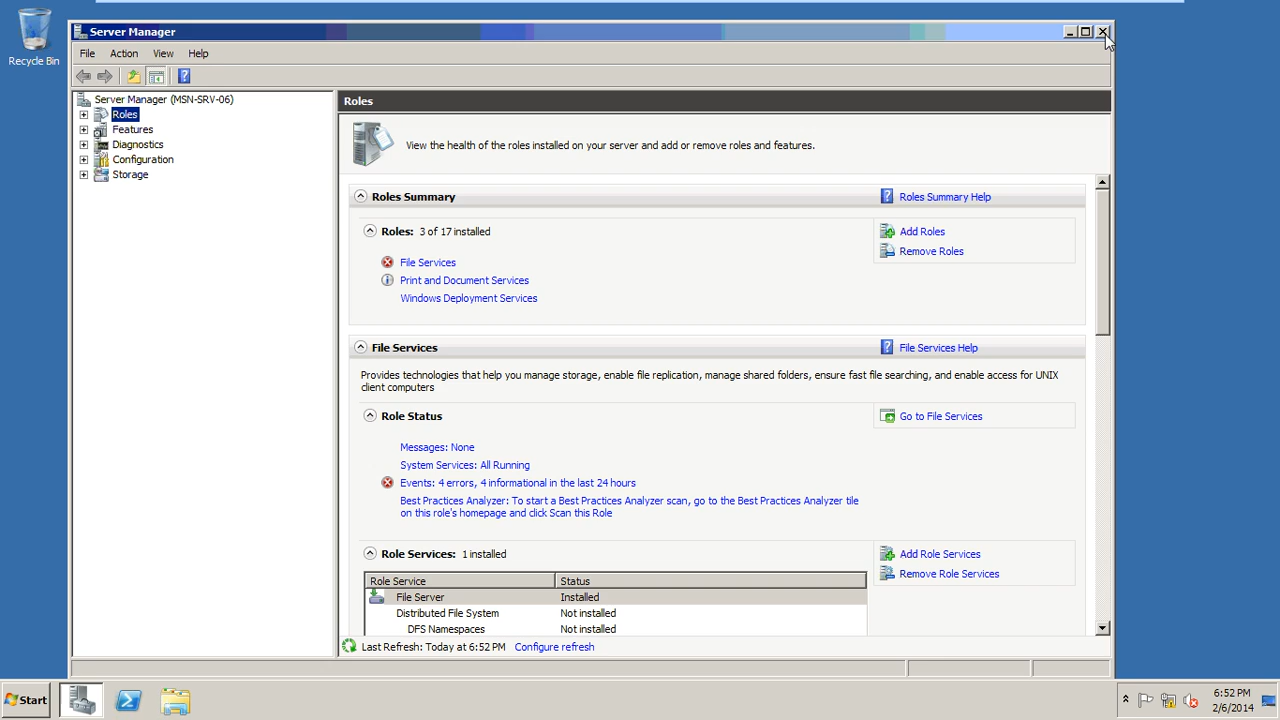 Recycle Bin
Server Manager
File Action View Help
Server Manager (MSN-SRV-06)
Roles
Features
Diagnostics
Configuration
Storage
Roles
View the health of the roles installed on your server and add or remove roles and features.
Roles Summary
Roles Summary Help
Roles: 3 of 17 installed
Add Roles
Remove Roles
File Services
Print and Document Services
Windows Deployment Services
File Services
File Services Help
Provides technologies that help you manage storage, enable file replication, manage shared folders, ensure fast file searching, and enable access for UNIX
client computers
Role Status
Go to File Services
Messages: None
System Services: All Running
Events: 4 errors, 4 informational in the last 24 hours
Best Practices Analyzer: To start a Best Practices Analyzer scan, go to the Best Practices Analyzer tile
on this role's homepage and click Scan this Role
Role Services: 1 installed
Add Role Services
Remove Role Services
Role Service Status
File Server Installed
Distributed File System Not installed
DFS Namespaces Not installed
Last Refresh: Today at 6:52 PM Configure refresh
Start
6:52 PM
2/6/2014